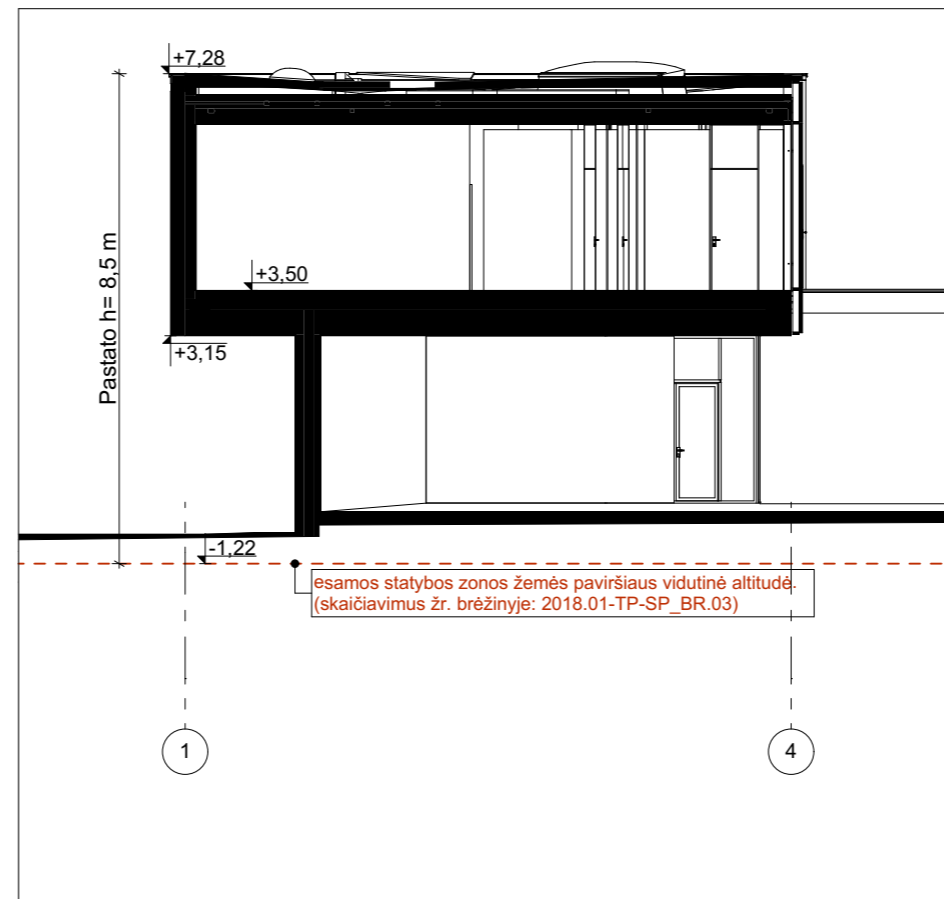 +7,28
Pastato h= 8,5 m
+3,50
+3,15
-1,22
esamos statybos zonos žemės paviršiaus vidutinė altitudė.
(skaičiavimus žr. brėžinyje: 2018.01-TP-SP_BR.03)
1
4